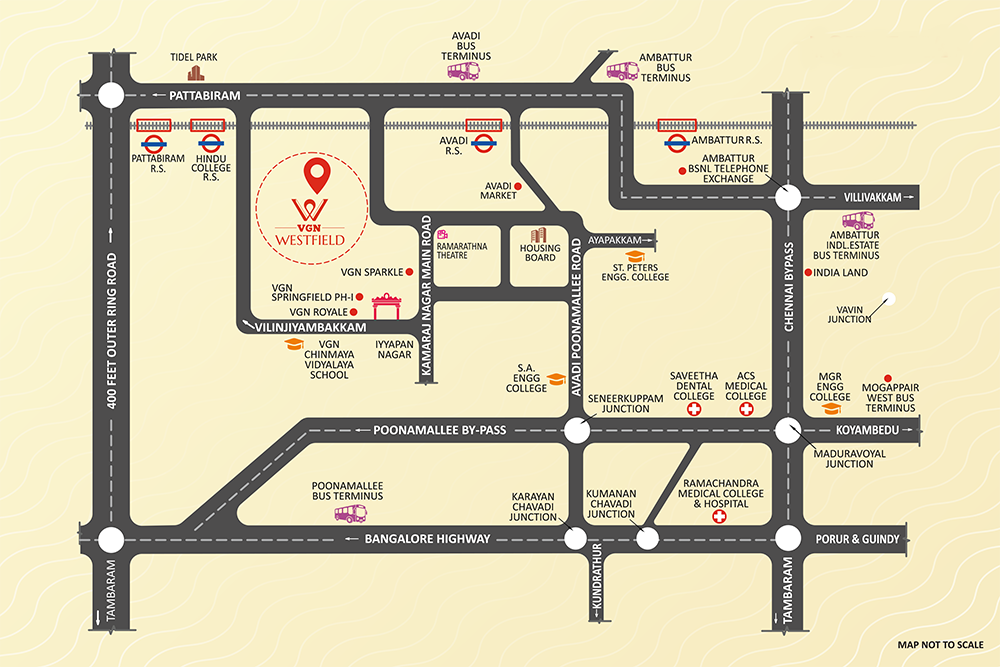 AVADI
BUS
TERMINUS
TIDEL PARK
AMBATTUR
BUS
TERMINUS
PATTABIRAM
PATTABIRAM
R.S.
HINDU
COLLEGE
R.S.
AVADI
R.S.
AMBATTUR R.S.
AMBATTUR
BSNL TELEPHONE
EXCHANGE
AVADI
MARKET
VILLIVAKKAM
VGN
WESTFIELD
AMBATTUR
INDL.ESTATE
BUS TERMINUS
RAMARATHNA
THEATRE
HOUSING
BOARD
AYAPAKKAM
ST. PETERS
ENGG. COLLEGE
VGN SPARKLE
INDIA LAND
VGN
SPRINGFIELD PH-I
VGN ROYALE
VILINJIYAMBAKKAM
VAVIN
JUNCTION
400 FEET OUTER RING ROAD
KAMARAJ NAGAR MAIN ROAD
AVADI POONAMALLEE ROAD
CHENNAI BYPASS
VGN
CHINMAYA
VIDYALAYA
SCHOOL
IYYAPAN
NAGAR
S.A.
ENGG
COLLEGE
SAVEETHA
DENTAL
COLLEGE
ACS
MEDICAL
COLLEGE
MGR
ENGG
COLLEGE
MOGAPPAIR
WEST BUS
TERMINUS
SENEERKUPPAM
JUNCTION
POONAMALLEE BY-PASS
KOYAMBEDU
MADURAVOYAL
JUNCTION
POONAMALLEE
BUS TERMINUS
KARAYAN
CHAVADI
JUNCTION
KUMANAN
CHAVADI
JUNCTION
RAMACHANDRA
MEDICAL COLLEGE
& HOSPITAL
BANGALORE HIGHWAY
PORUR & GUINDY
TAMBARAM
KUNDRATHUR
TAMBARAM
MAP NOT TO SCALE